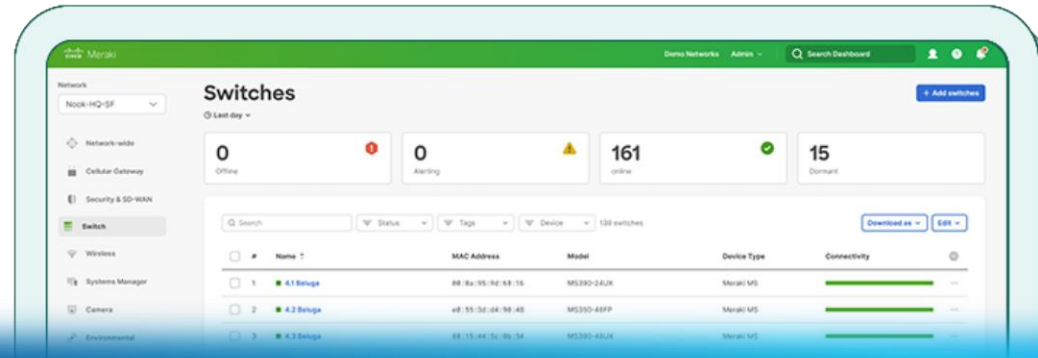 CISCO Meraki
Demo Networks Admin Search Dashboard
Network
Nook-HQ-SF
Network-wide
Cellular Gateway
Security & SD-WAN
Switch
Wireless
Systems Manager
Camera
Environmental
Switches
+ Add switches
Last day
0
Offline
0
Alerting
161
online
15
Dormant
Search Status Tags Device 138 switches Download as Edit
# Name MAC Address Model Device Type Connectivity
1 4.1 Beluga MS390-24UX Meraki MS
2 4.2 Beluga Meraki MS
3 4.3 Beluga Meraki MS